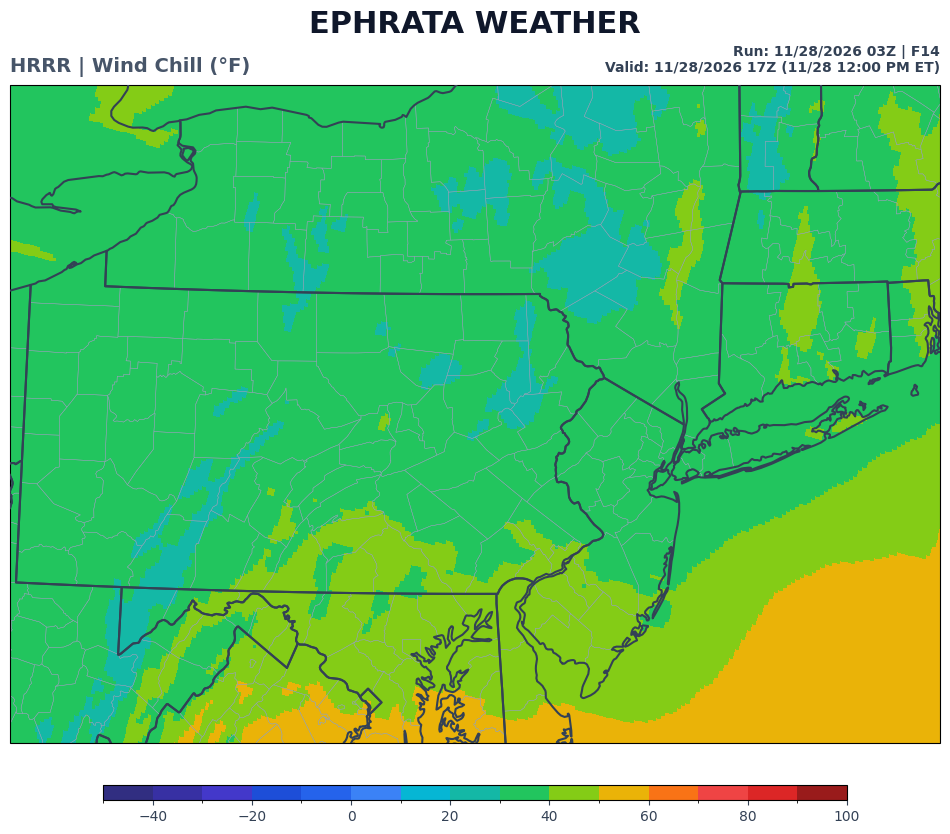 EPHRATA WEATHER
HRRR | Wind Chill (°F)
Run: 11/28/2026 03Z | F14
Valid: 11/28/2026 17Z (11/28 12:00 PM ET)
−40 −20 0 20 40 60 80 100